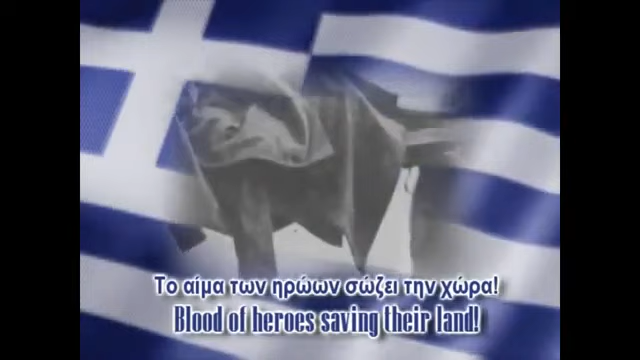 Το αίμα των ηρώων σώζει την χώρα!
Blood of heroes saving their land!